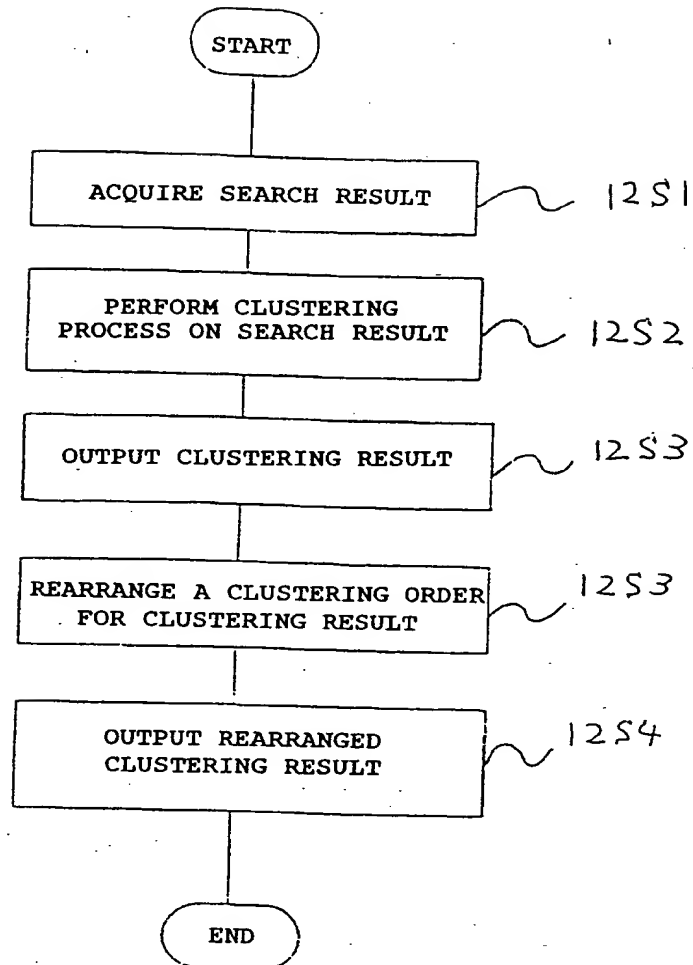 START
ACQUIRE SEARCH RESULT
12S1
PERFORM CLUSTERING
PROCESS ON SEARCH RESULT
12S2
OUTPUT CLUSTERING RESULT
12S3
REARRANGE A CLUSTERING ORDER
FOR CLUSTERING RESULT
12S3
OUTPUT REARRANGED
CLUSTERING RESULT
12S4
END